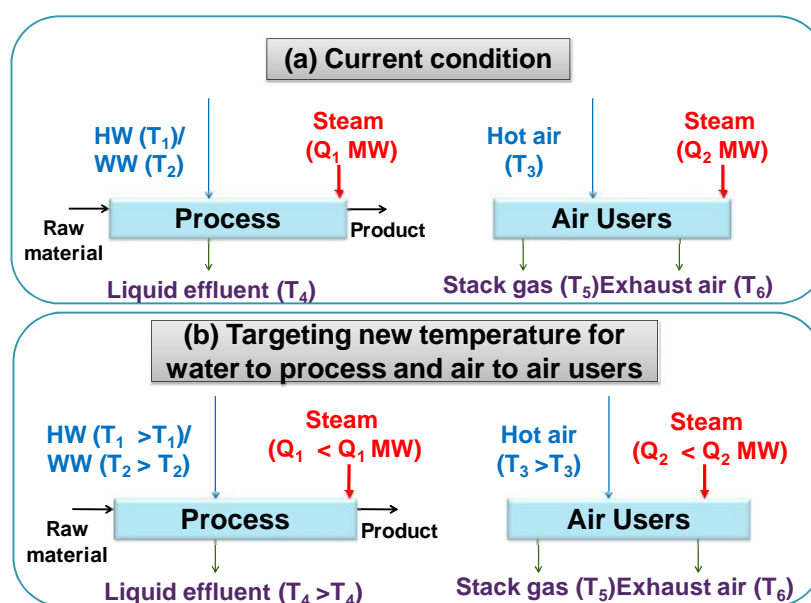 (a) Current condition
HW (T₁)/
WW (T₂)
Steam
(Q₁ MW)
Hot air
(T₃)
Steam
(Q₂ MW)
Raw
material
Process
Product
Air Users
Liquid effluent (T₄)
Stack gas (T₅)Exhaust air (T₆)
(b) Targeting new temperature for
water to process and air to air users
HW (T₁ >T₁)/
WW (T₂ > T₂)
Steam
(Q₁ < Q₁ MW)
Hot air
(T₃ >T₃)
Steam
(Q₂ < Q₂ MW)
Raw
material
Process
Product
Air Users
Liquid effluent (T₄ >T₄)
Stack gas (T₅)Exhaust air (T₆)